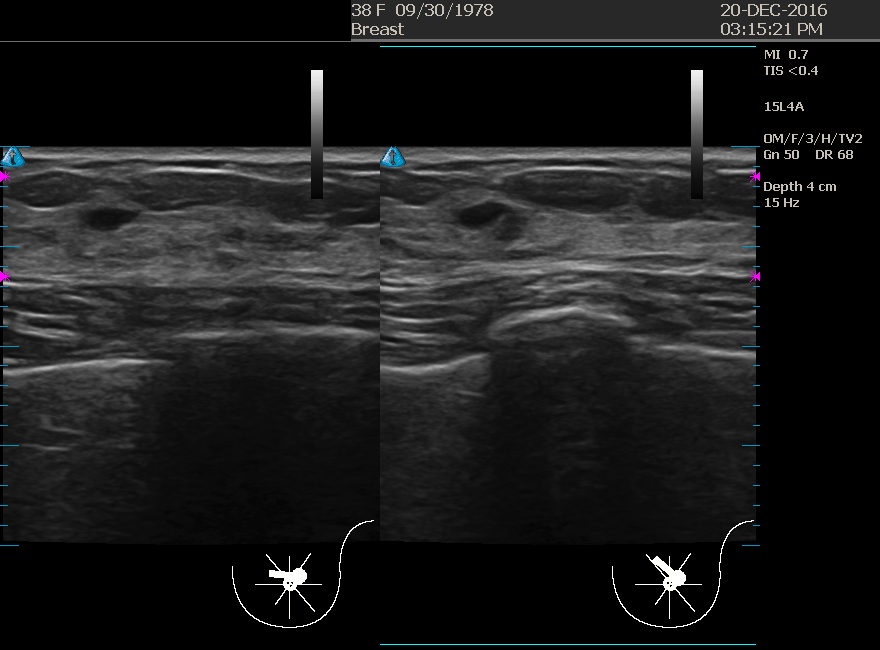 38 F 09/30/1978
20-DEC-2016
Breast
03:15:21 PM
MI 0.7
TIS <0.4
15L4A
OM/F/3/H/TV2
Gn 50 DR 68
Depth 4 cm
15 Hz